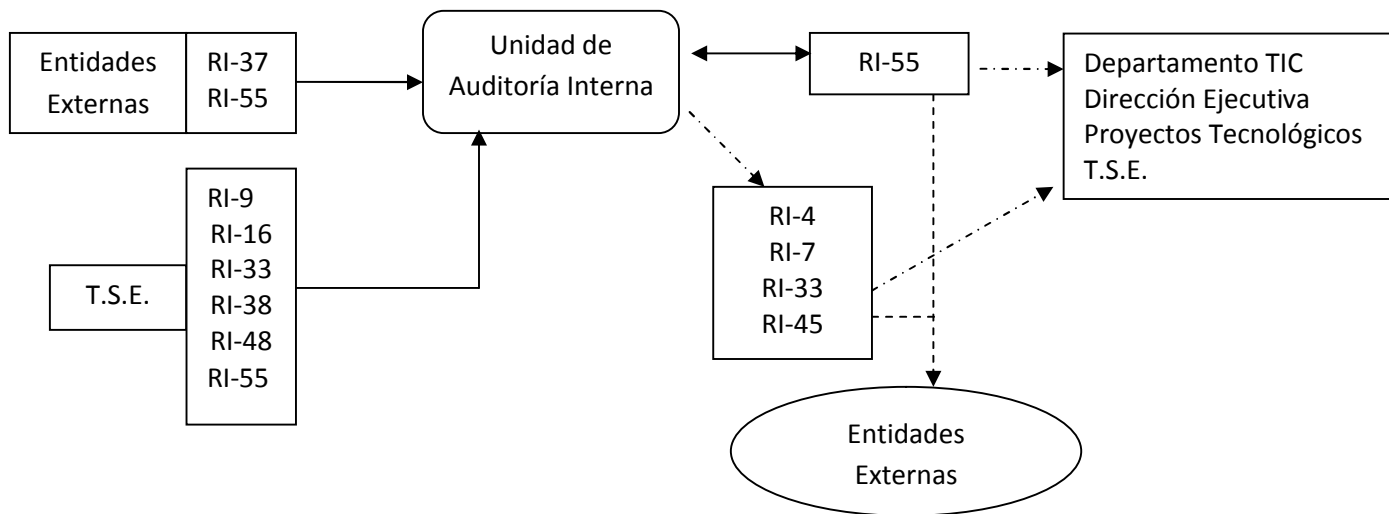 Entidades
Externas
RI-37
RI-55
Unidad de
Auditoría Interna
RI-55
Departamento TIC
Dirección Ejecutiva
Proyectos Tecnológicos
T.S.E.
T.S.E.
RI-9
RI-16
RI-33
RI-38
RI-48
RI-55
RI-4
RI-7
RI-33
RI-45
Entidades
Externas